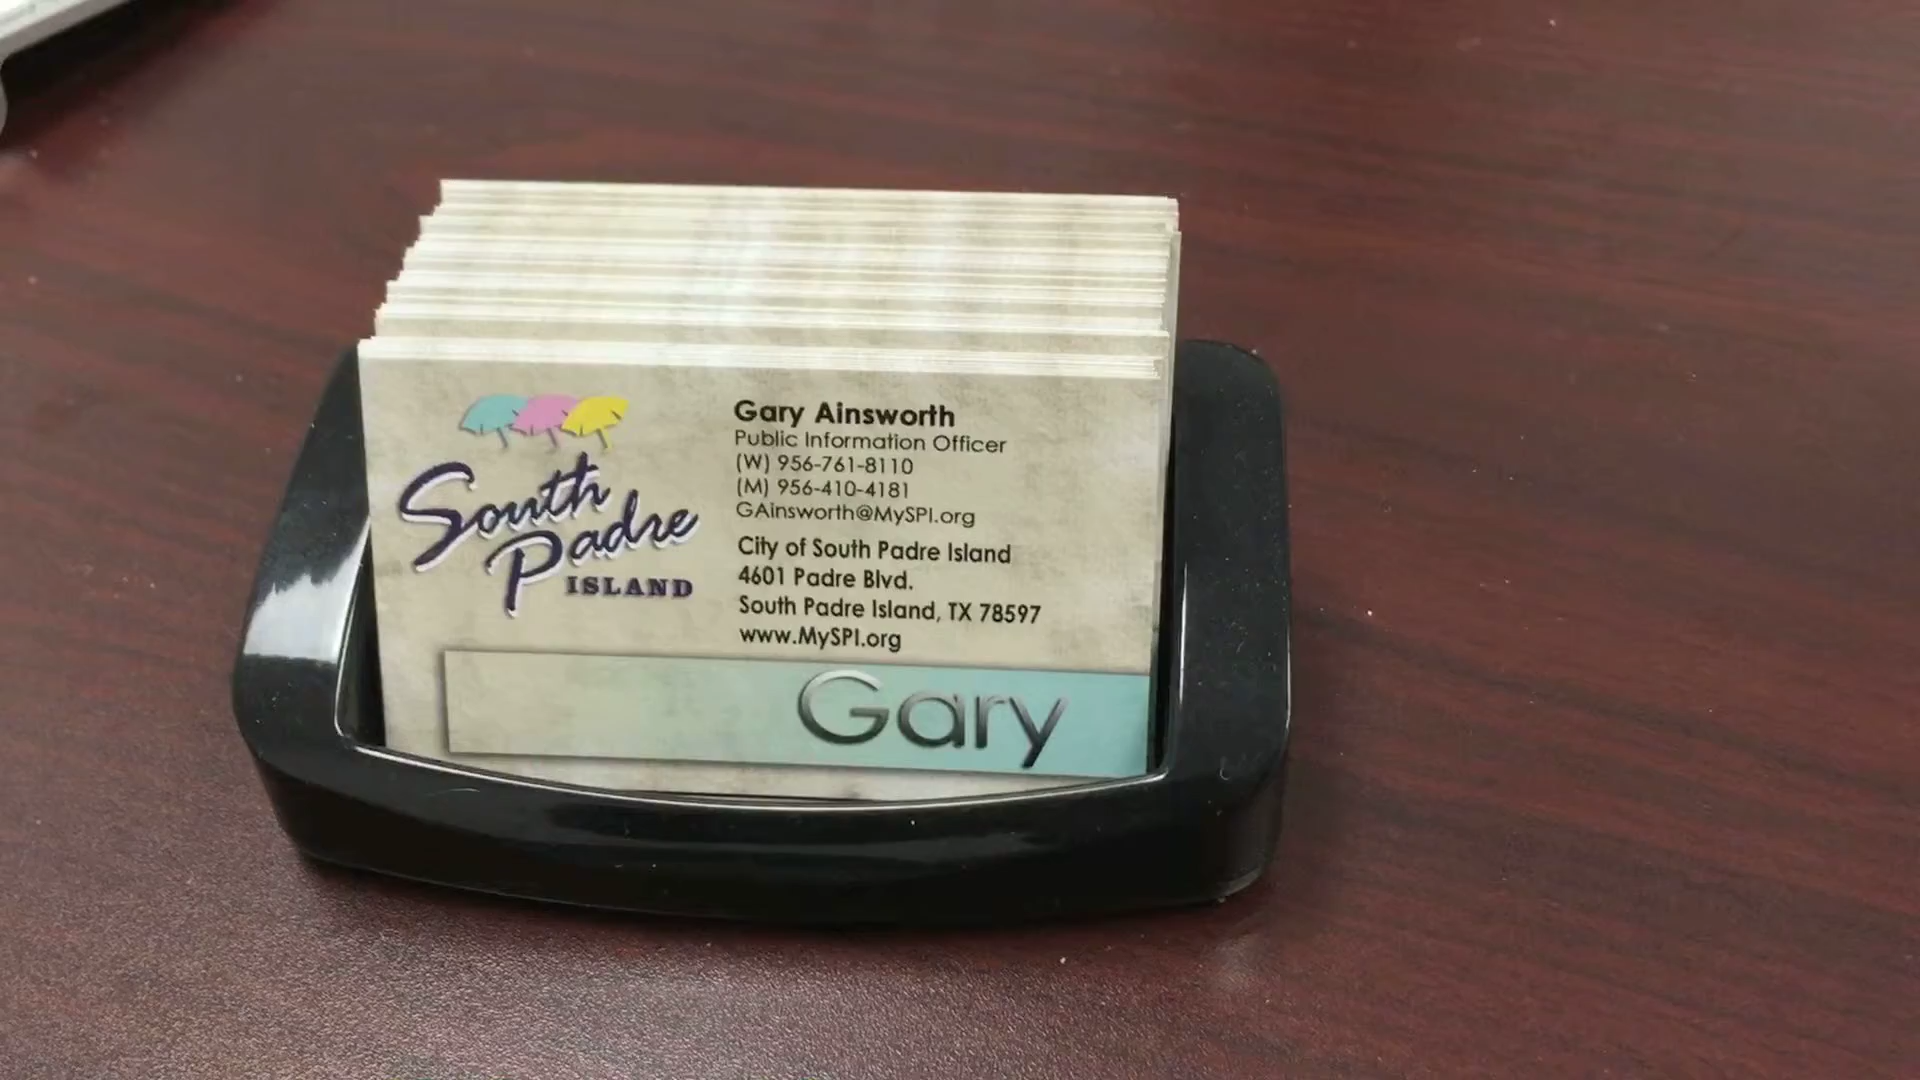 South
Padre
ISLAND
Gary Ainsworth
Public Information Officer
(W) 956-761-8110
(M) 956-410-4181
GAinsworth@MySPI.org
City of South Padre Island
4601 Padre Blvd.
South Padre Island, TX 78597
www.MySPI.org
Gary